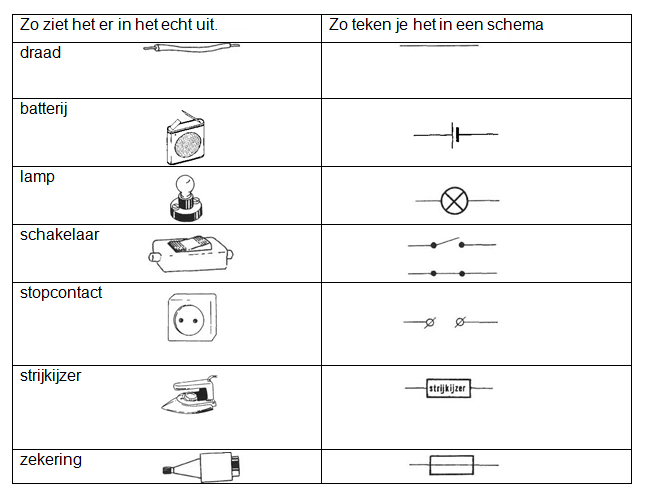 Zo ziet het er in het echt uit.
Zo teken je het in een schema
draad
batterij
lamp
schakelaar
stopcontact
strijkijzer
strijkijzer
zekering